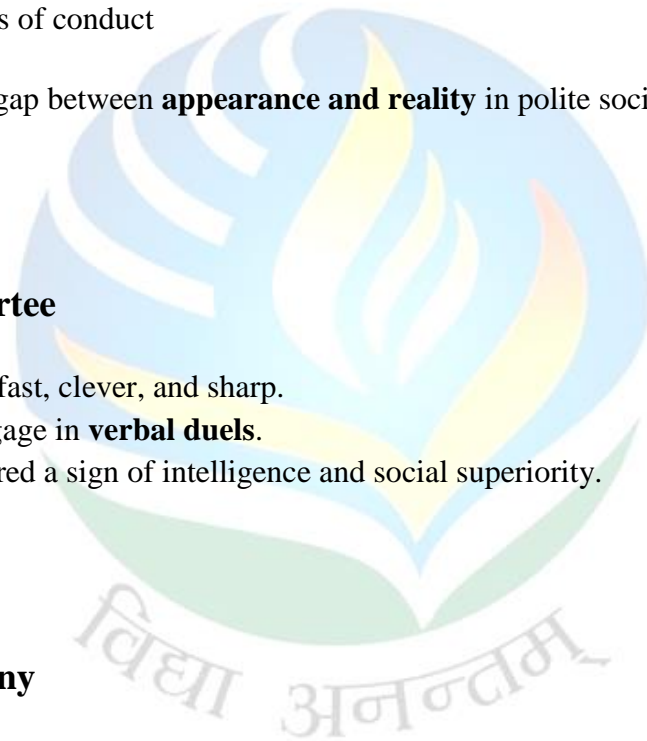 s of conduct
gap between appearance and reality in polite soci
rtee
fast, clever, and sharp.
gage in verbal duels.
red a sign of intelligence and social superiority.
ny
विद्या अनन्तम्